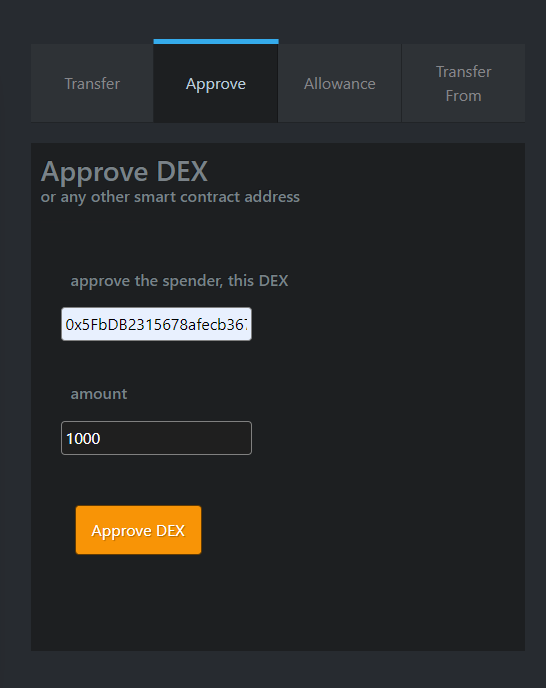 Transfer
Approve
Allowance
Transfer
From
Approve DEX
or any other smart contract address
approve the spender, this DEX
0x5FbDB2315678afecb367
amount
1000
Approve DEX